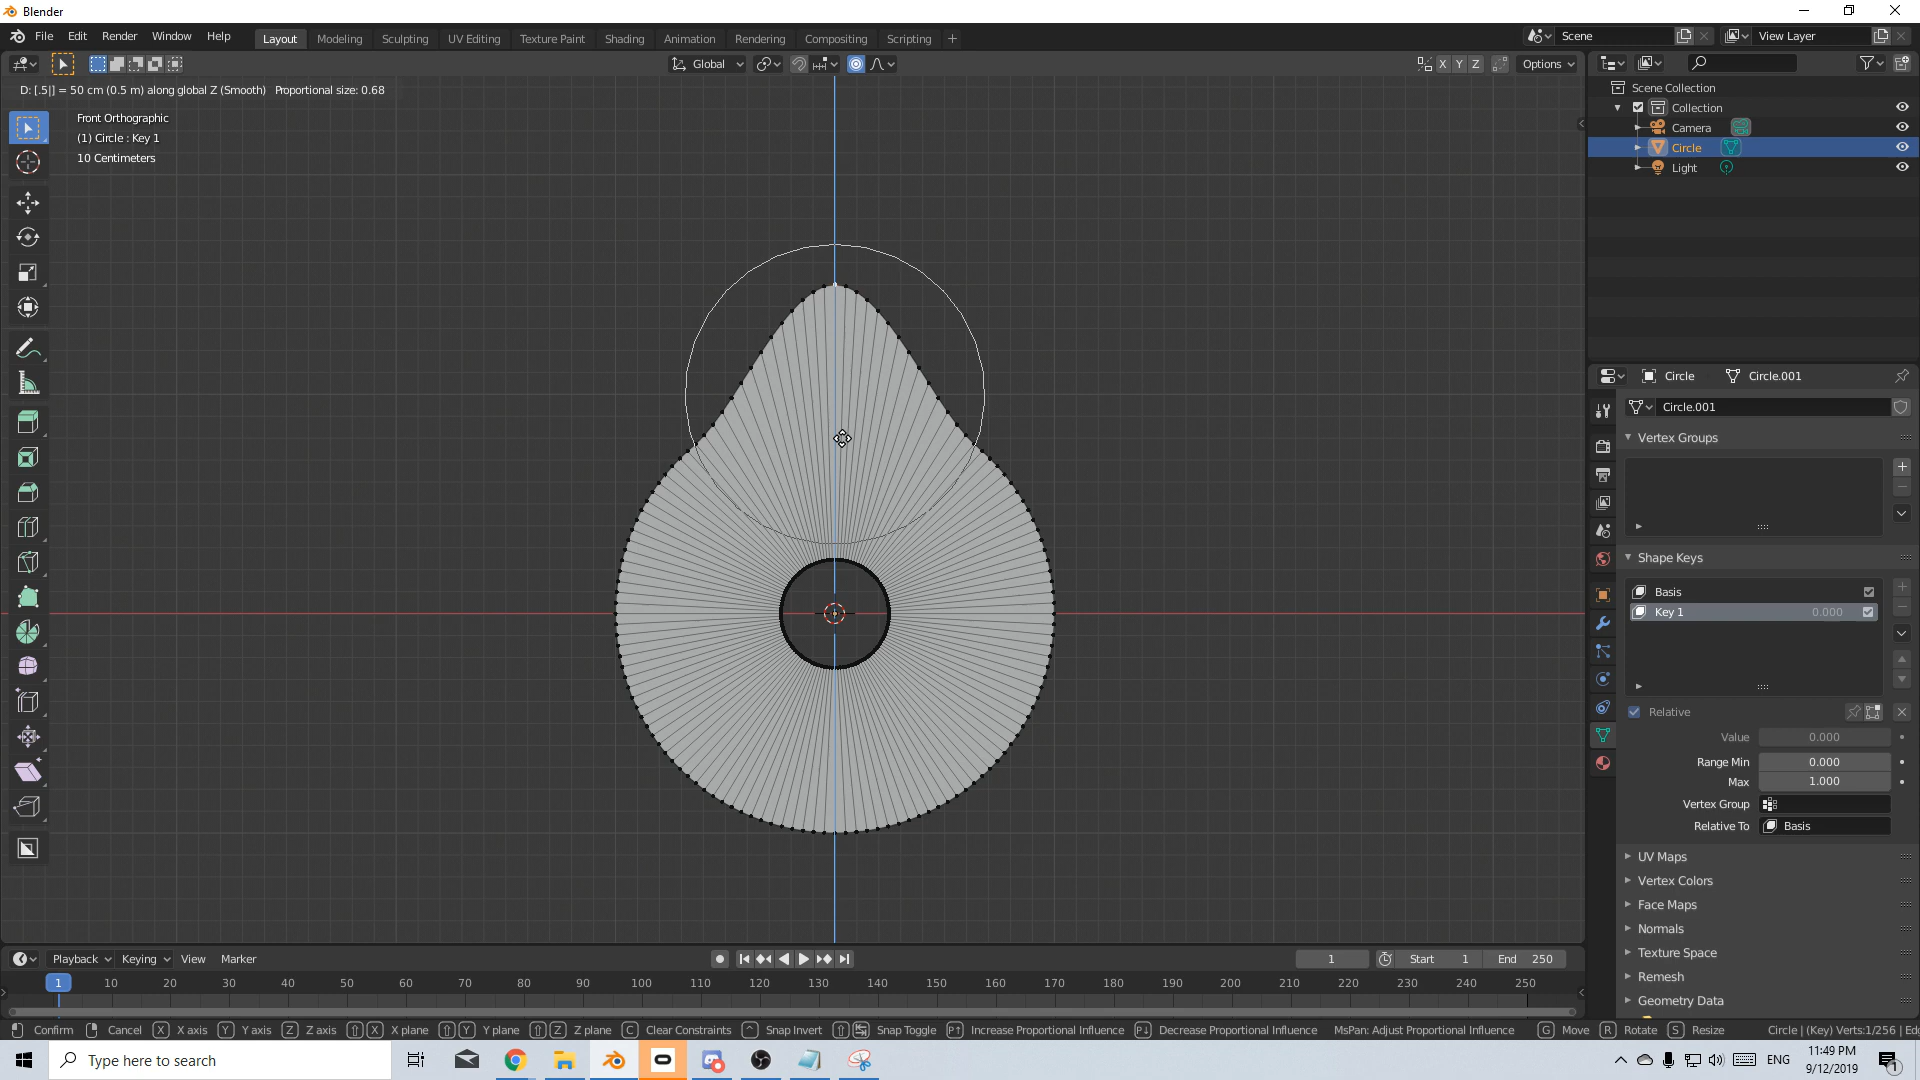 Blender
File Edit Render Window Help
Layout Modeling Sculpting UV Editing Texture Paint Shading Animation Rendering Compositing Scripting +
Scene
View Layer
Global
X Y Z
Options
D: [.5|] = 50 cm (0.5 m) along global Z (Smooth) Proportional size: 0.68
Front Orthographic
(1) Circle : Key 1
10 Centimeters
Scene Collection
Collection
Camera
Circle
Light
Circle
Circle.001
Circle.001
Vertex Groups
Shape Keys
Basis
Key 1 0.000
Relative
Value 0.000
Range Min 0.000
Max 1.000
Vertex Group
Relative To Basis
UV Maps
Vertex Colors
Face Maps
Normals
Texture Space
Remesh
Geometry Data
Playback Keying View Marker
1
Start 1
End 250
1 10 20 30 40 50 60 70 80 90 100 110 120 130 140 150 160 170 180 190 200 210 220 230 240 250
Confirm Cancel X X axis Y Y axis Z Z axis X X plane Y Y plane Z Z plane C Clear Constraints Snap Invert Snap Toggle Increase Proportional Influence Decrease Proportional Influence MsPan: Adjust Proportional Influence G Move R Rotate S Resize Circle | (Key) Verts:1/256 | Ed
Type here to search
ENG
11:49 PM
9/12/2019
1